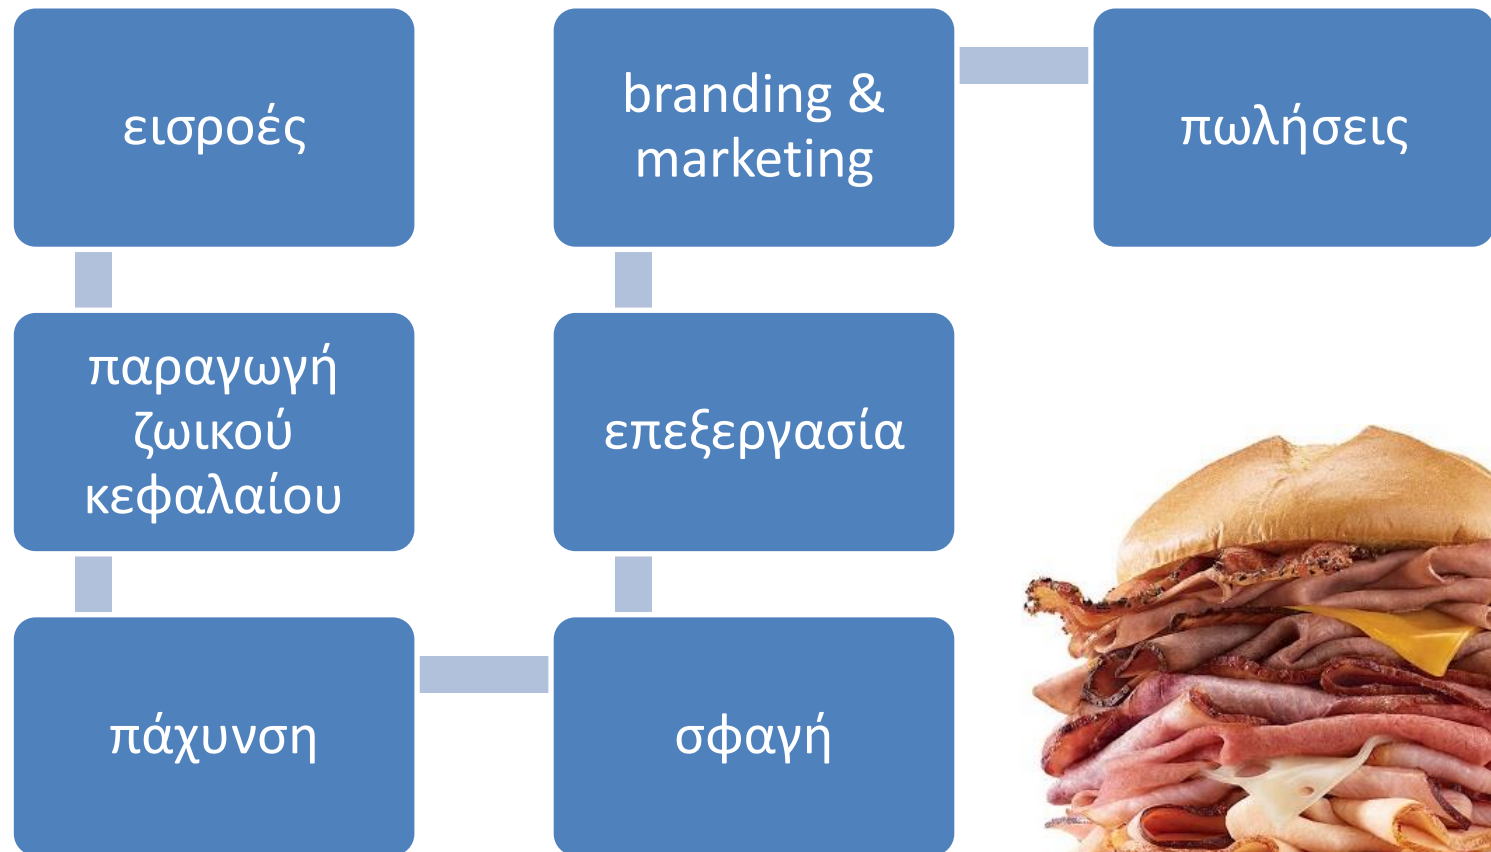 εισροές
παραγωγή
ζωικού
κεφαλαίου
πάχυνση
σφαγή
επεξεργασία
branding &
marketing
πωλήσεις